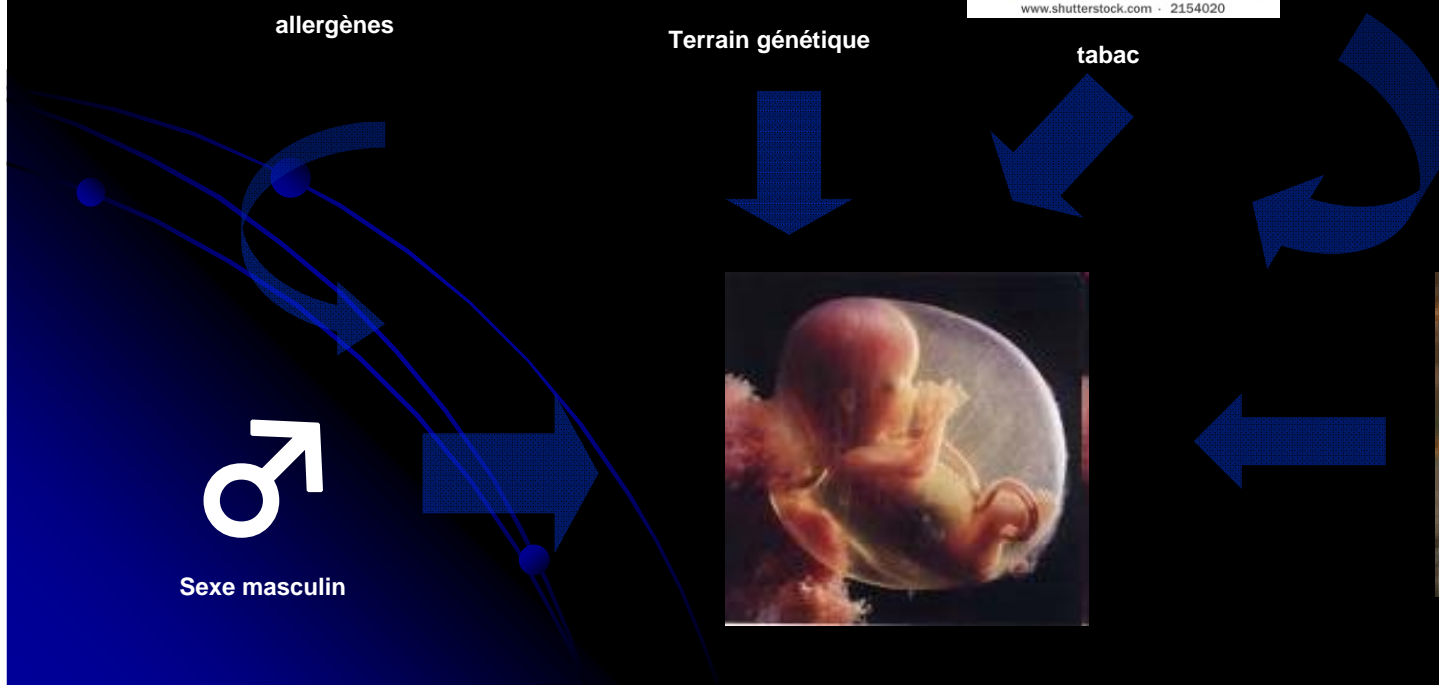 www.shutterstock.com · 2154020
allergènes
Terrain génétique
tabac
Sexe masculin